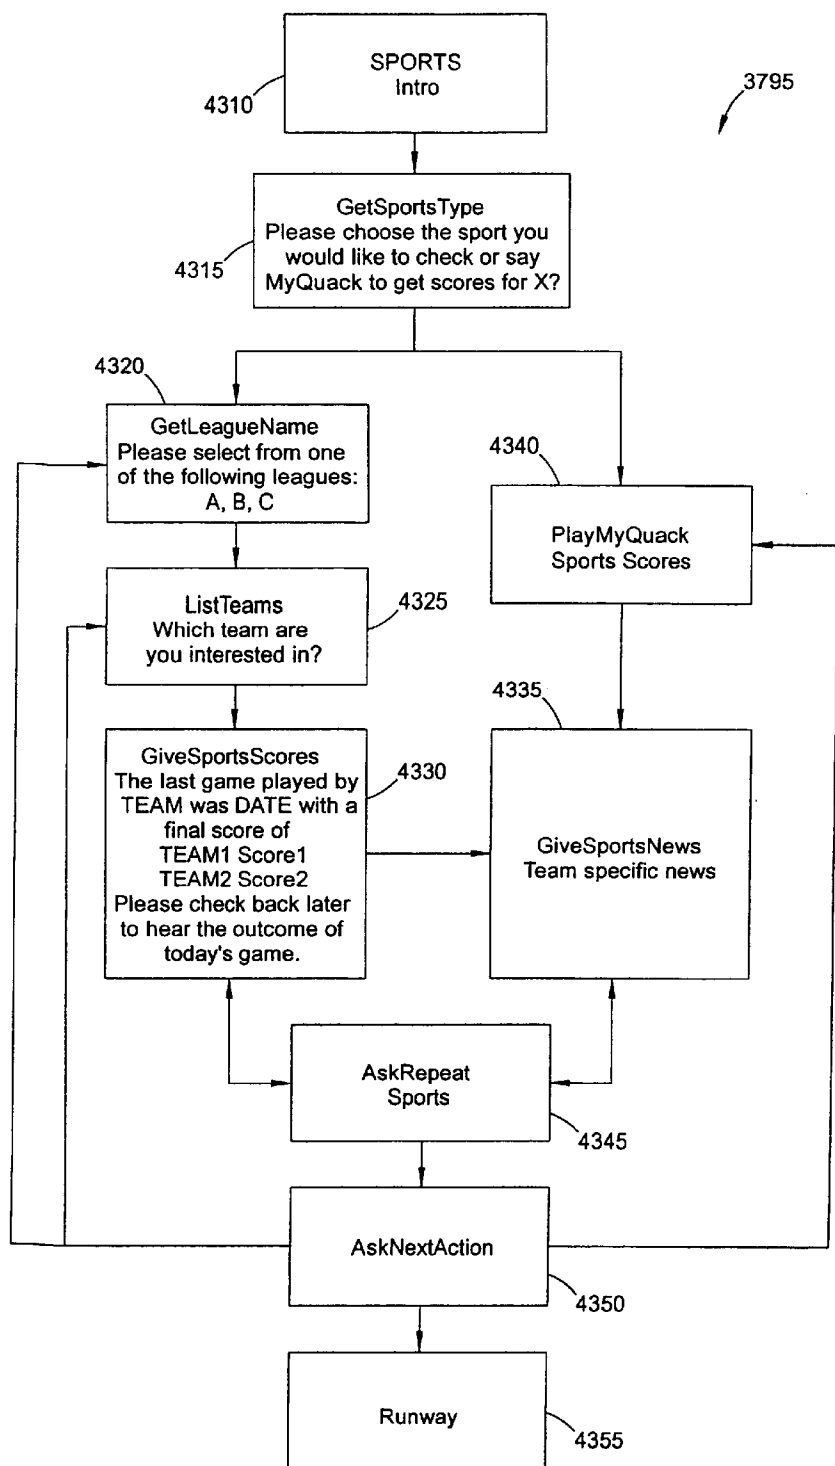 SPORTS
Intro
4310
3795
GetSportsType
Please choose the sport you
would like to check or say
MyQuack to get scores for X?
4315
4320
GetLeagueName
Please select from one
of the following leagues:
A, B, C
4340
PlayMyQuack
Sports Scores
ListTeams
Which team are
you interested in?
4325
4335
GiveSportsScores
The last game played by
TEAM was DATE with a
final score of
TEAM1 Score1
TEAM2 Score2
Please check back later
to hear the outcome of
today's game.
4330
GiveSportsNews
Team specific news
AskRepeat
Sports
4345
AskNextAction
4350
Runway
4355